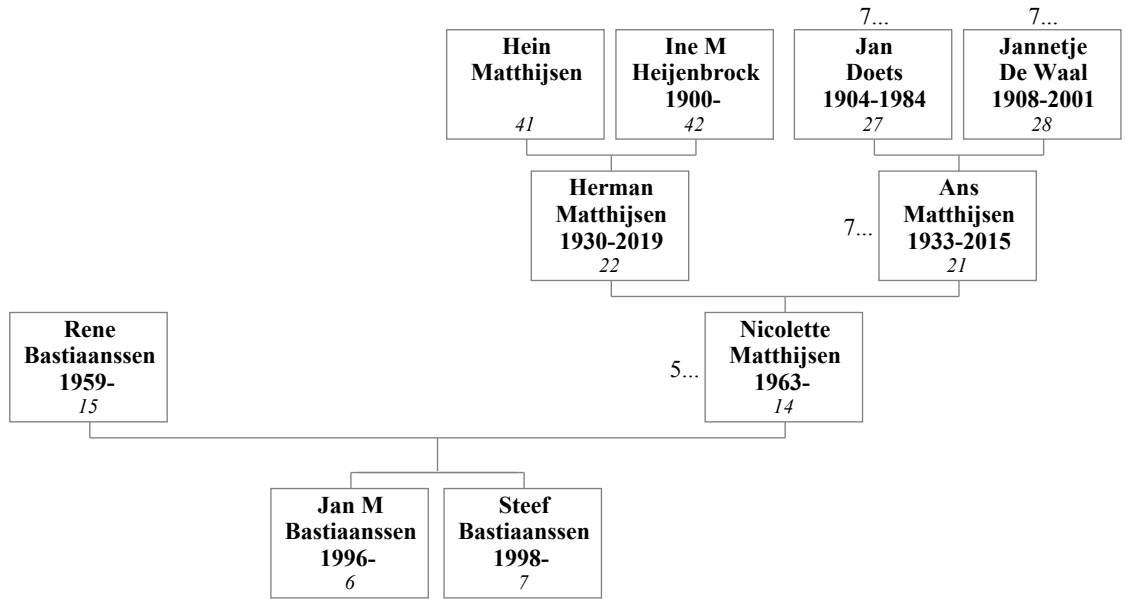 7...
7...
Hein
Matthijsen
41
Ine M
Heijenbrock
1900-
42
Jan
Doets
1904-1984
27
Jannetje
De Waal
1908-2001
28
Herman
Matthijsen
1930-2019
22
7...
Ans
Matthijsen
1933-2015
21
Rene
Bastiaanssen
1959-
15
5...
Nicolette
Matthijsen
1963-
14
Jan M
Bastiaanssen
1996-
6
Steef
Bastiaanssen
1998-
7